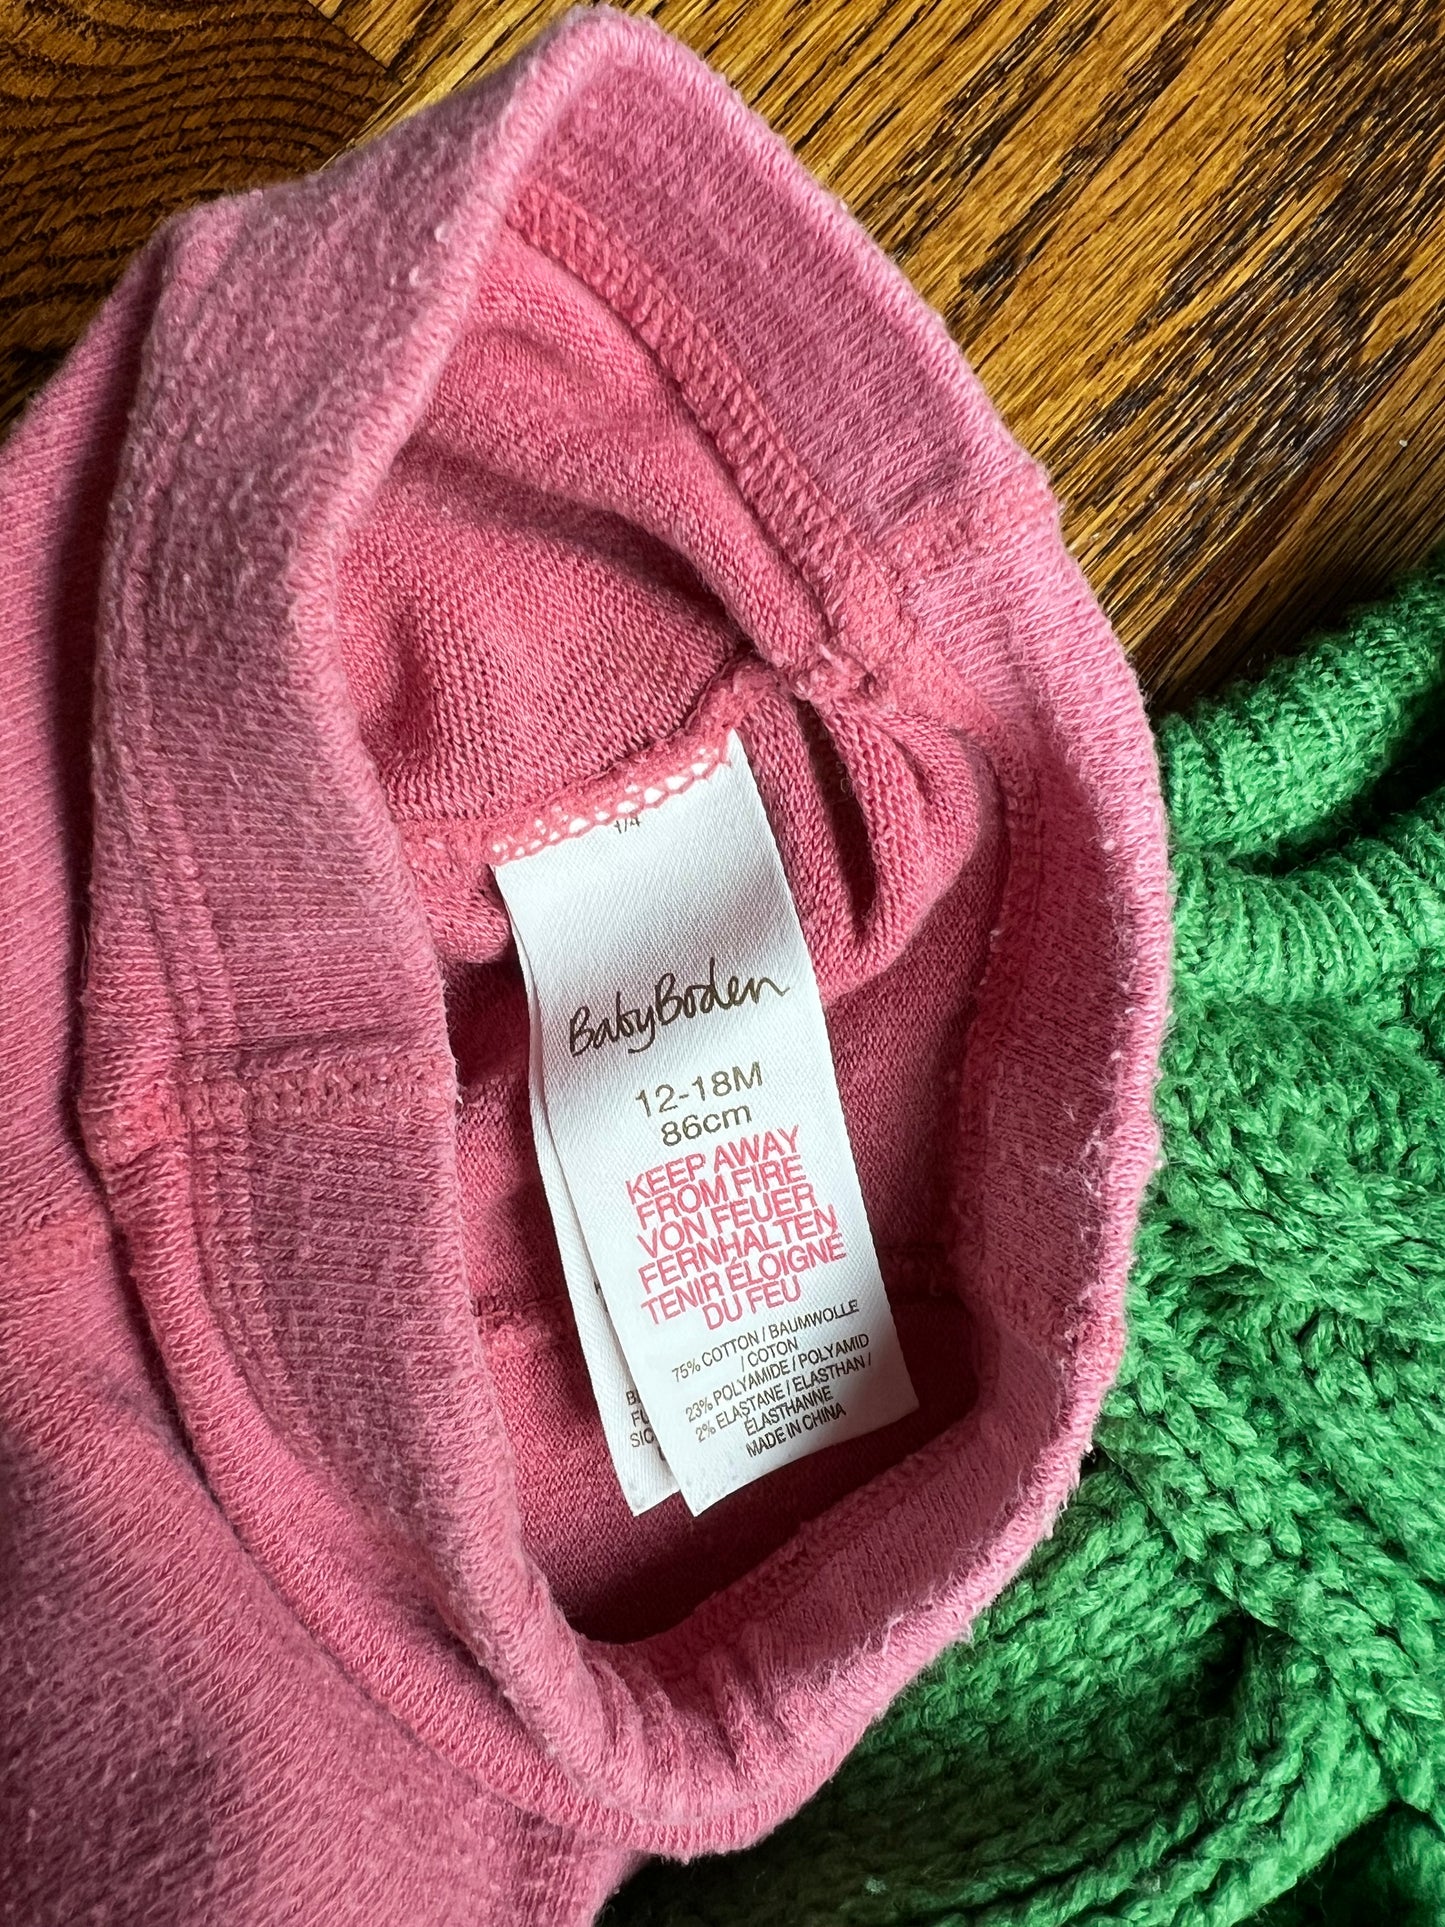 1/4
BabyBoden
12-18M
86cm
KEEP AWAY
FROM FIRE
VON FEUER
FERNHALTEN
TENIR ÉLOIGNÉ
DU FEU
75% COTTON / BAUMWOLLE
/ COTON
23% POLYAMIDE / POLYAMID
2% ELASTANE / ELASTHAN /
ELASTHANNE
MADE IN CHINA